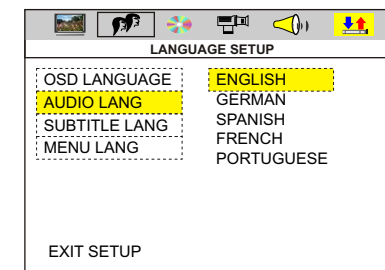 LANGUAGE SETUP
OSD LANGUAGE
AUDIO LANG
SUBTITLE LANG
MENU LANG
ENGLISH
GERMAN
SPANISH
FRENCH
PORTUGUESE
EXIT SETUP